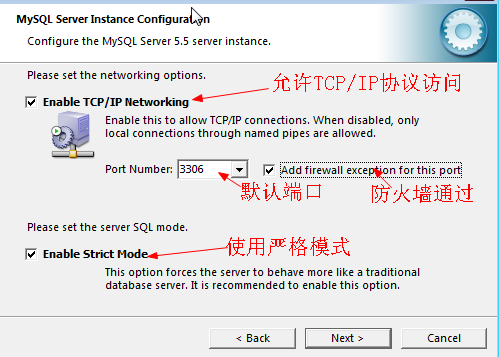 MySQL Server Instance Configuration
Configure the MySQL Server 5.5 server instance.
Please set the networking options.
允许TCP/IP协议访问
Enable TCP/IP Networking
Enable this to allow TCP/IP connections. When disabled, only
local connections through named pipes are allowed.
Port Number: 3306 Add firewall exception for this port
默认端口 防火墙通过
Please set the server SQL mode.
使用严格模式
Enable Strict Mode
This option forces the server to behave more like a traditional
database server. It is recommended to enable this option.
< Back Next > Cancel